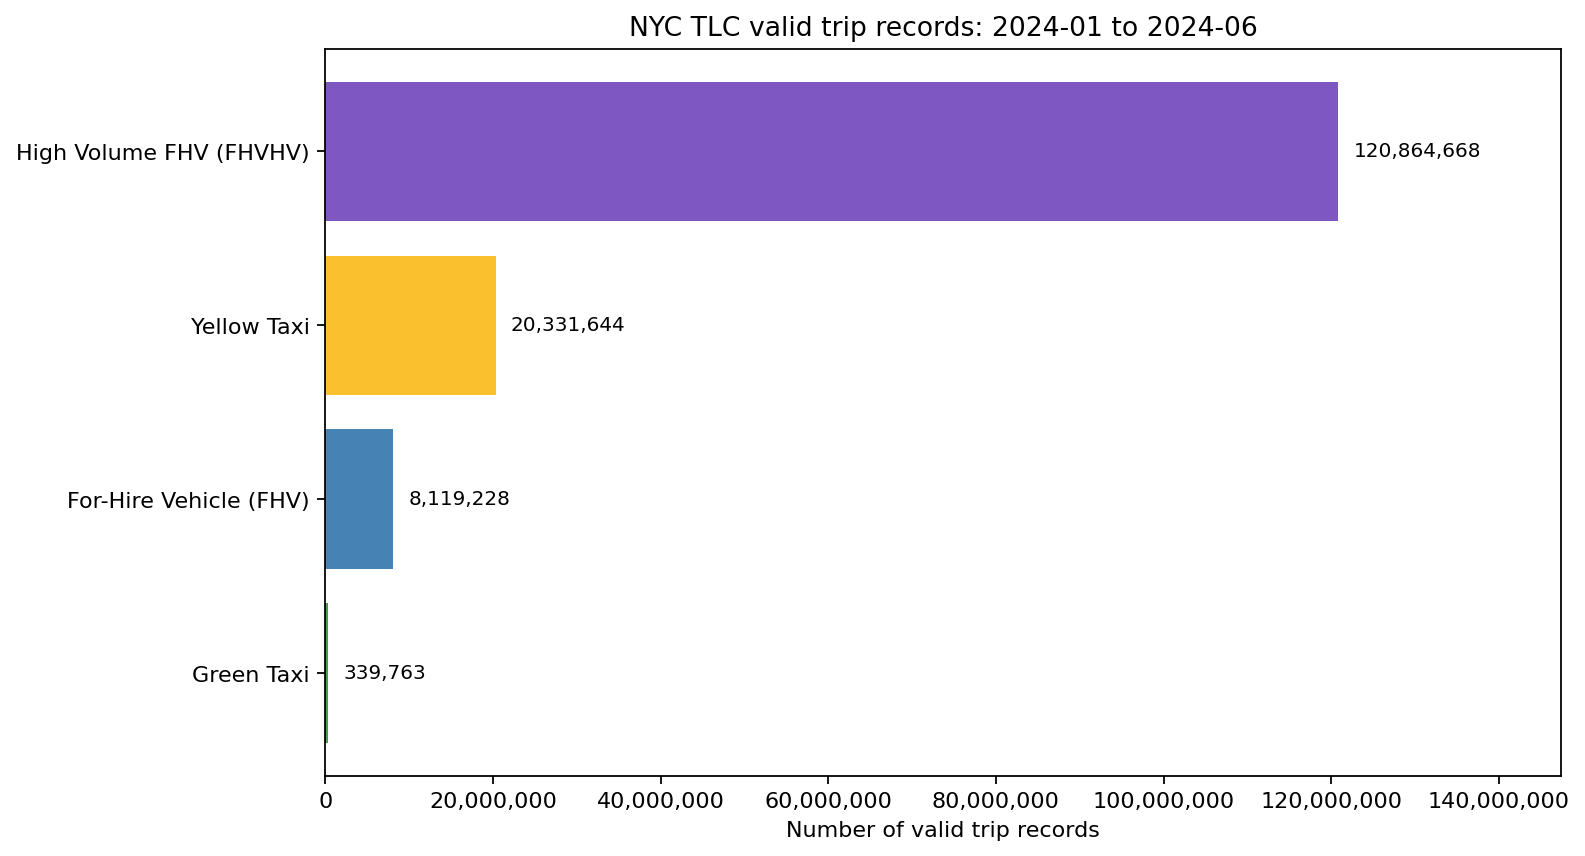 NYC TLC valid trip records: 2024-01 to 2024-06
High Volume FHV (FHVHV)
120,864,668
Yellow Taxi
20,331,644
For-Hire Vehicle (FHV)
8,119,228
Green Taxi
339,763
0 20,000,000 40,000,000 60,000,000 80,000,000 100,000,000 120,000,000 140,000,000
Number of valid trip records